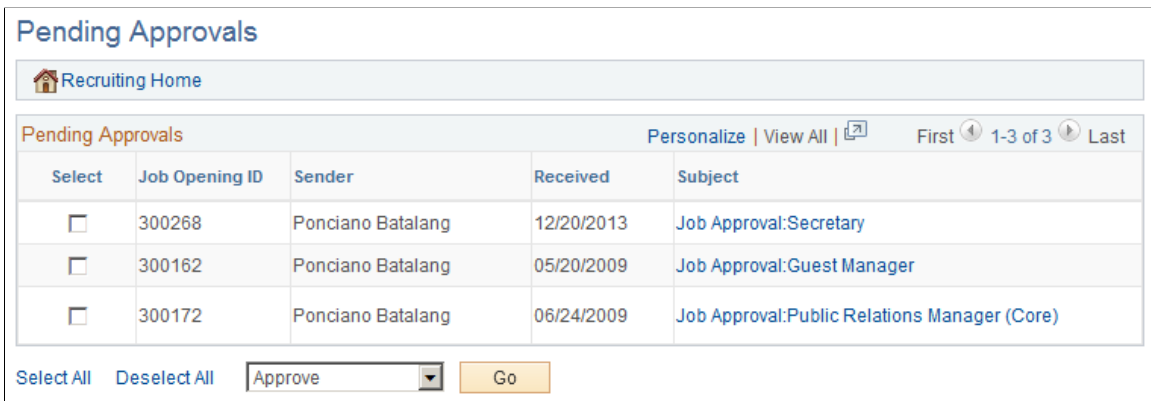 Pending Approvals
Recruiting Home
Pending Approvals Personalize | View All | First 1-3 of 3 Last
Select Job Opening ID Sender Received Subject
300268 Ponciano Batalang 12/20/2013 Job Approval:Secretary
300162 Ponciano Batalang 05/20/2009 Job Approval:Guest Manager
300172 Ponciano Batalang 06/24/2009 Job Approval:Public Relations Manager (Core)
Select All Deselect All Approve Go